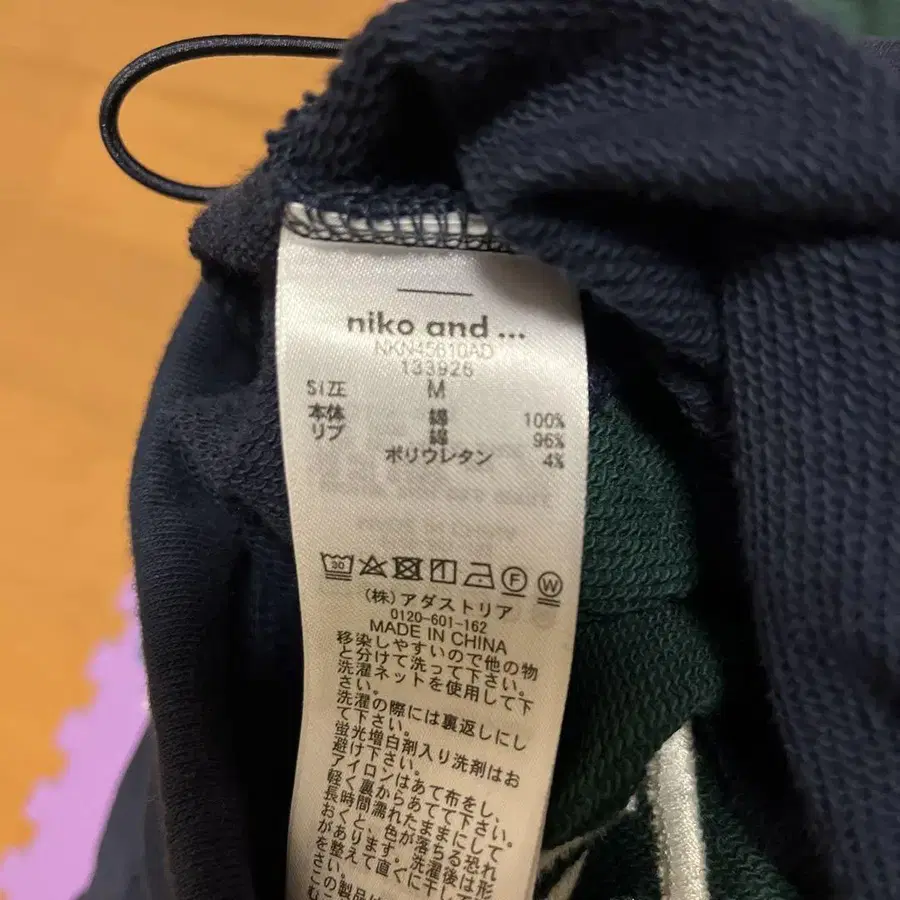 niko and ...
NKN45610AD
133926
SIZE M
本体 綿 100%
リブ 綿 96%
ポリウレタン 4%
30 F W
(株)アダストリア
0120-601-162
MADE IN CHINA
移染しやすいので他の物
と分けて洗って下さい。
洗濯ネットを使用して下
さい。
洗濯の際には裏返しにし
て下さい。
蛍光増白剤入り洗剤はお
避け下さい。
アイロンはあて布をし、
軽く裏からあてて下さい。
長時間濡れたままにして
おくと、色が落ちる恐れ
があります。洗濯後は形
を整えて直ぐに干して
さい。
この製品は